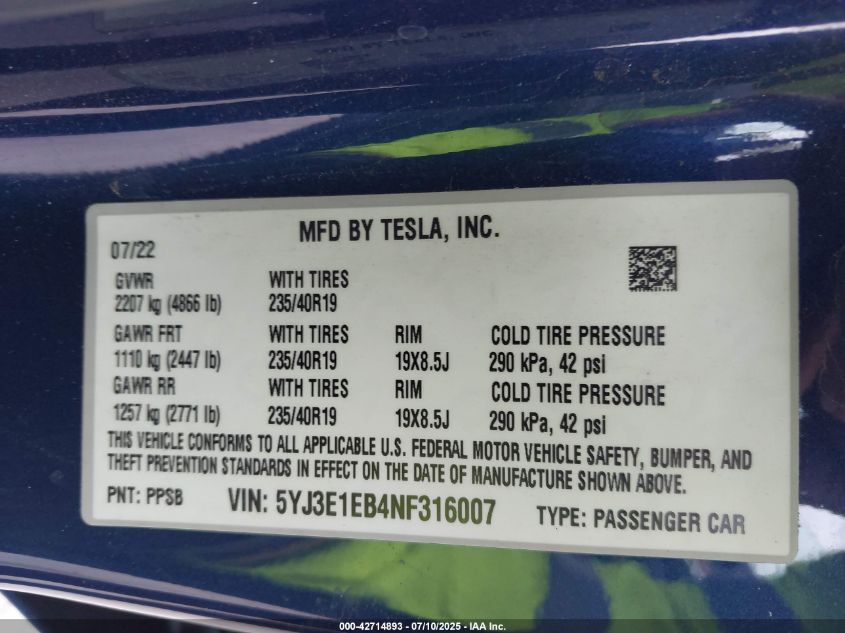 MFD BY TESLA, INC.
07/22
GVWR WITH TIRES
2207 kg (4866 lb) 235/40R19
GAWR FRT WITH TIRES RIM COLD TIRE PRESSURE
1110 kg (2447 lb) 235/40R19 19X8.5J 290 kPa, 42 psi
GAWR RR WITH TIRES RIM COLD TIRE PRESSURE
1257 kg (2771 lb) 235/40R19 19X8.5J 290 kPa, 42 psi
THIS VEHICLE CONFORMS TO ALL APPLICABLE U.S. FEDERAL MOTOR VEHICLE SAFETY, BUMPER, AND
THEFT PREVENTION STANDARDS IN EFFECT ON THE DATE OF MANUFACTURE SHOWN ABOVE.
PNT: PPSB VIN: 5YJ3E1EB4NF316007 TYPE: PASSENGER CAR
000-42714893 - 07/10/2025 - IAA Inc.